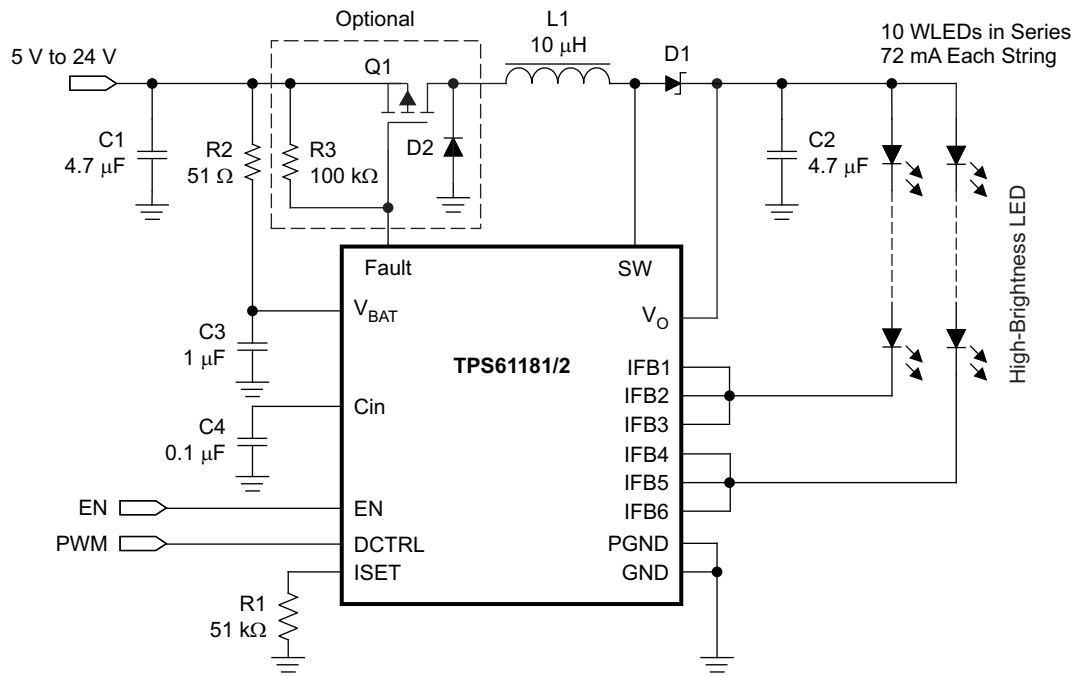 Optional
L1
10 μH
10 WLEDs in Series
72 mA Each String
5 V to 24 V
Q1
D1
C1
4.7 μF
R2
51 Ω
R3
100 kΩ
D2
C2
4.7 μF
High-Brightness LED
Fault
SW
VBAT
VO
C3
1 μF
TPS61181/2
IFB1
IFB2
IFB3
Cin
C4
0.1 μF
IFB4
IFB5
IFB6
EN
EN
PWM
DCTRL
PGND
ISET
GND
R1
51 kΩ